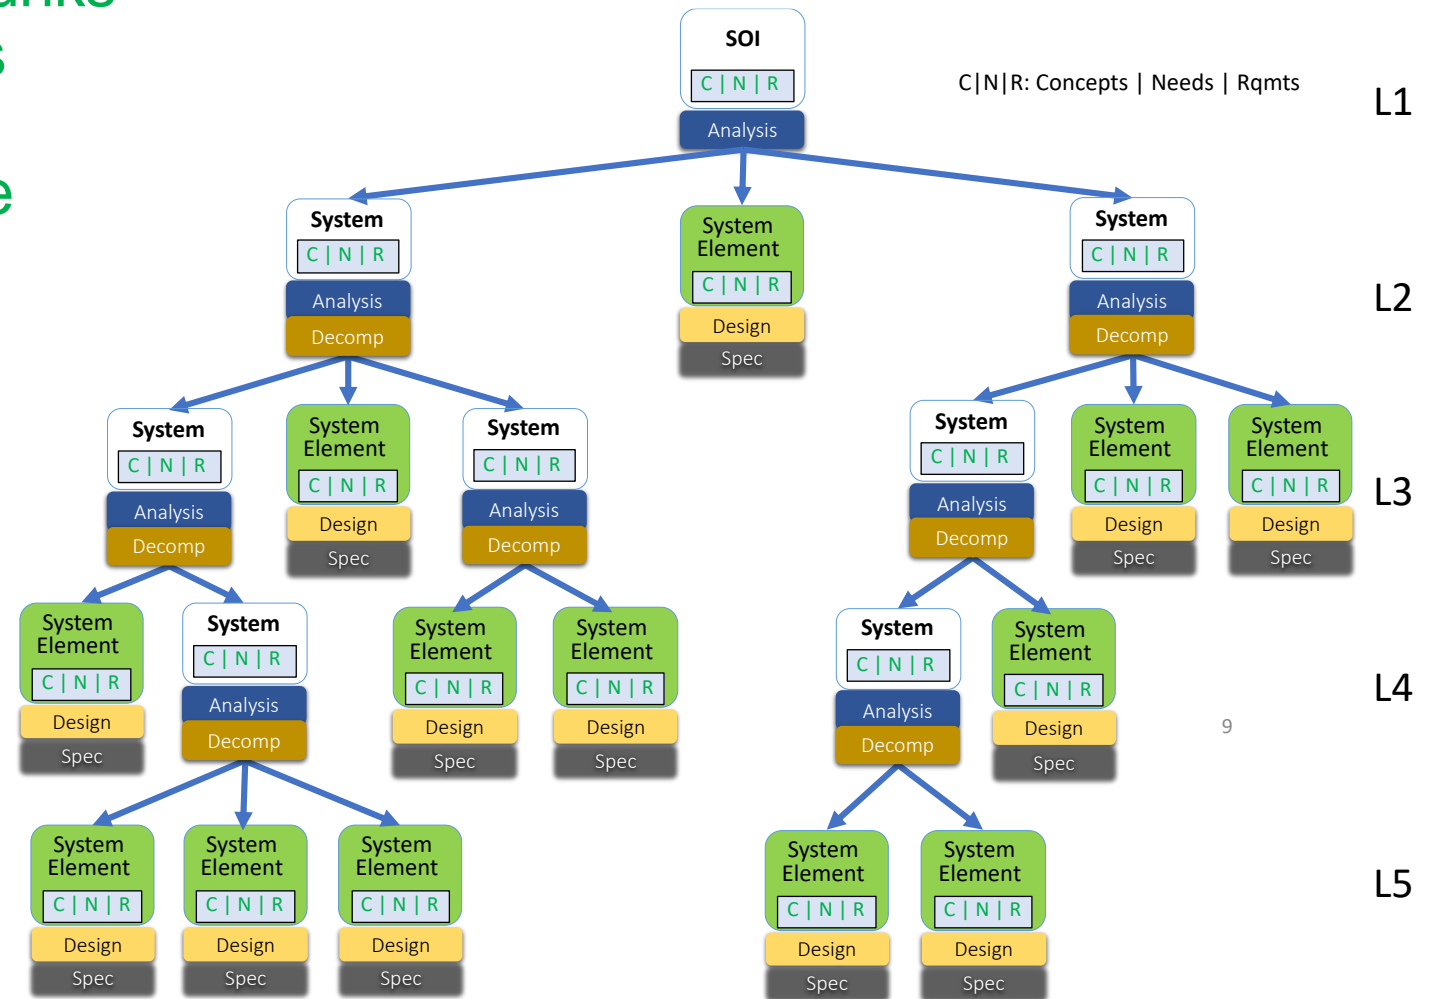 SOI
C | N | R
Analysis
C|N|R: Concepts | Needs | Rqmts
L1
System
C | N | R
Analysis
Decomp
System
Element
C | N | R
Design
Spec
System
C | N | R
Analysis
Decomp
L2
System
C | N | R
Analysis
Decomp
System
Element
C | N | R
Design
Spec
System
C | N | R
Analysis
Decomp
System
C | N | R
Analysis
Decomp
System
Element
C | N | R
Design
Spec
System
Element
C | N | R
Design
Spec
L3
System
Element
C | N | R
Design
Spec
System
C | N | R
Analysis
Decomp
System
Element
C | N | R
Design
Spec
System
Element
C | N | R
Design
Spec
System
C | N | R
Analysis
Decomp
System
Element
C | N | R
Design
Spec
L4
9
System
Element
C | N | R
Design
Spec
System
Element
C | N | R
Design
Spec
System
Element
C | N | R
Design
Spec
System
Element
C | N | R
Design
Spec
System
Element
C | N | R
Design
Spec
L5